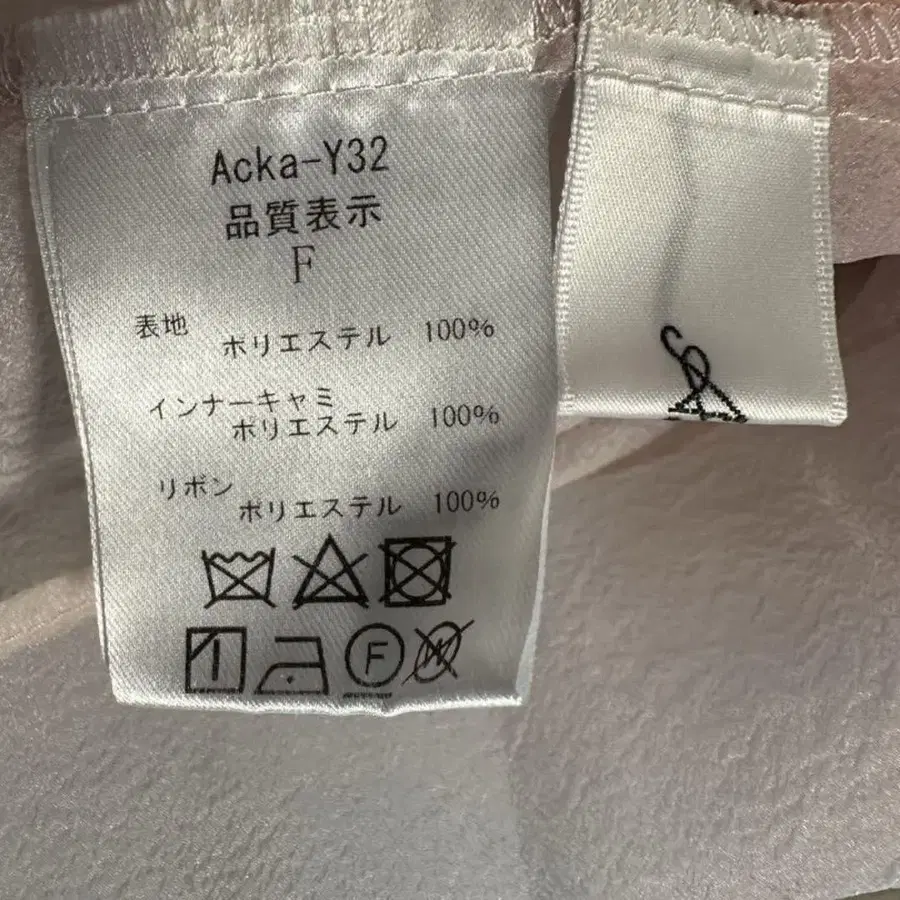 Acka-Y32
品質表示
F
表地
ポリエステル 100%
インナーキャミ
ポリエステル 100%
リボン
ポリエステル 100%
F
W